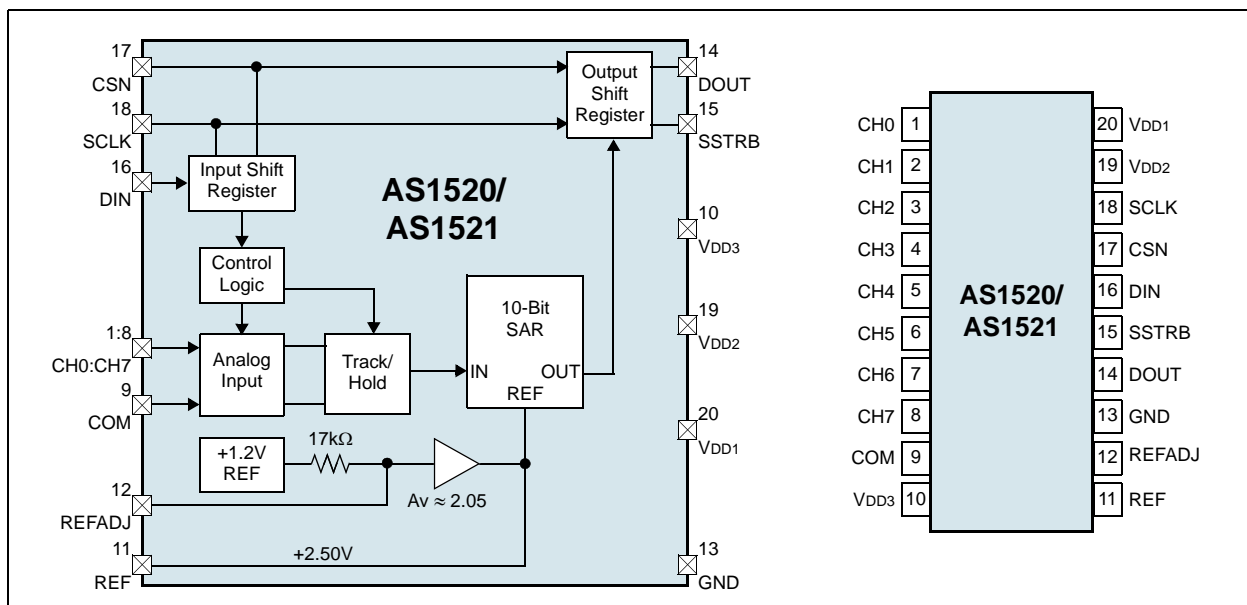 17
CSN
18
SCLK
16
DIN
Input Shift
Register
Output
Shift
Register
14
DOUT
15
SSTRB
AS1520/
AS1521
10
VDD3
Control
Logic
10-Bit
SAR
IN
OUT
REF
19
VDD2
1:8
CH0:CH7
9
COM
Analog
Input
Track/
Hold
20
VDD1
+1.2V
REF
17kΩ
Av ≈ 2.05
12
REFADJ
11
REF
+2.50V
13
GND
CH0 1
CH1 2
CH2 3
CH3 4
CH4 5
CH5 6
CH6 7
CH7 8
COM 9
VDD3 10
AS1520/
AS1521
20 VDD1
19 VDD2
18 SCLK
17 CSN
16 DIN
15 SSTRB
14 DOUT
13 GND
12 REFADJ
11 REF